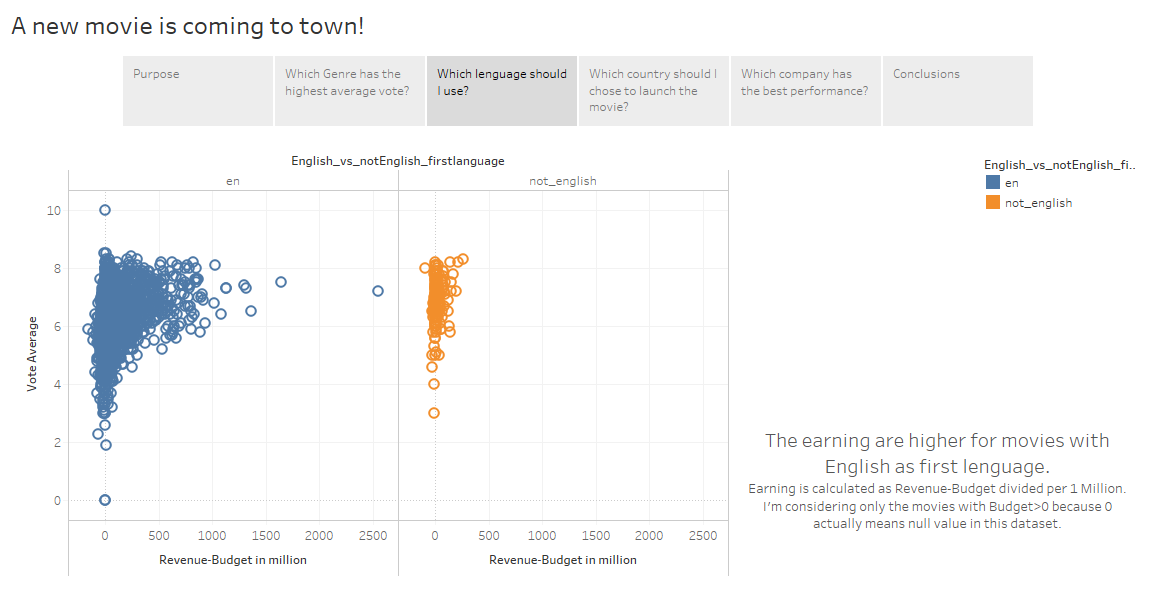 A new movie is coming to town!
Purpose
Which Genre has the
highest average vote?
Which lenguage should
I use?
Which country should I
chose to launch the
movie?
Which company has
the best performance?
Conclusions
English_vs_notEnglish_firstlanguage
en
not_english
English_vs_notEnglish_fi..
en
not_english
Vote Average
10
8
6
4
2
0
0 500 1000 1500 2000 2500
0 500 1000 1500 2000 2500
Revenue-Budget in million
Revenue-Budget in million
The earning are higher for movies with
English as first lenguage.
Earning is calculated as Revenue-Budget divided per 1 Million.
I'm considering only the movies with Budget>0 because 0
actually means null value in this dataset.